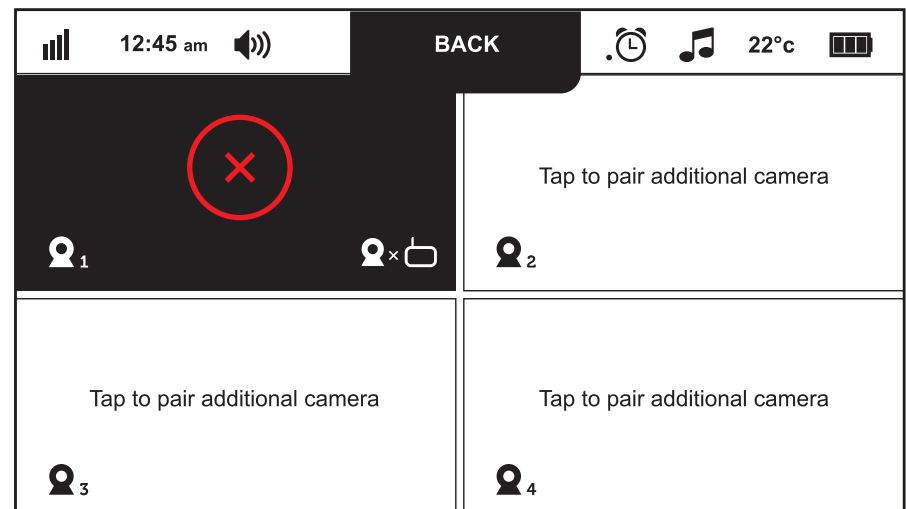 12:45 am BACK 22°c
Tap to pair additional camera
1 2
Tap to pair additional camera Tap to pair additional camera
3 4